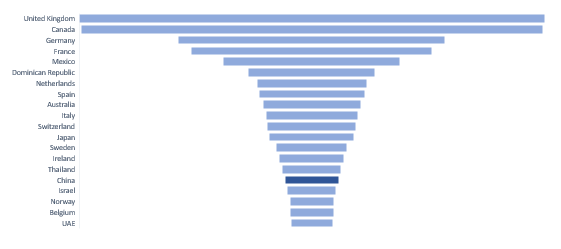 United Kingdom
Canada
Germany
France
Mexico
Dominican Republic
Netherlands
Spain
Australia
Italy
Switzerland
Japan
Sweden
Ireland
Thailand
China
Israel
Norway
Belgium
UAE